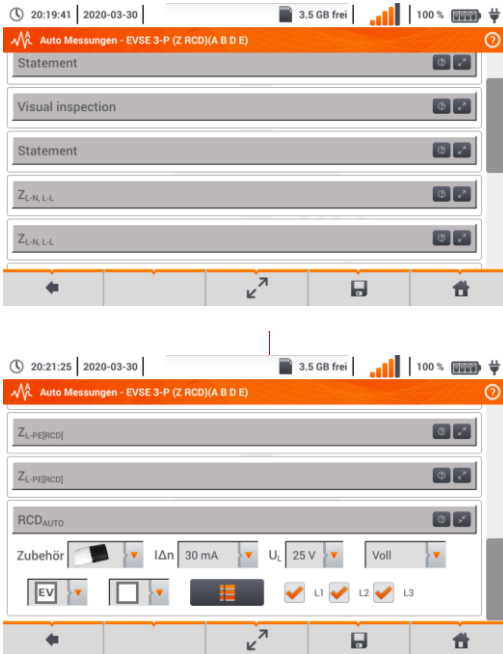 20:19:41 2020-03-30 3.5 GB frei 100 %
Auto Messungen - EVSE 3-P (Z RCD)(A B D E)
Statement
Visual inspection
Statement
ZL-N, L-L
ZL-N, L-L
20:21:25 2020-03-30 3.5 GB frei 100 %
Auto Messungen - EVSE 3-P (Z RCD)(A B D E)
ZL-PE[RCD]
ZL-PE[RCD]
RCDAUTO
Zubehör IΔn 30 mA UL 25 V Voll
EV L1 L2 L3